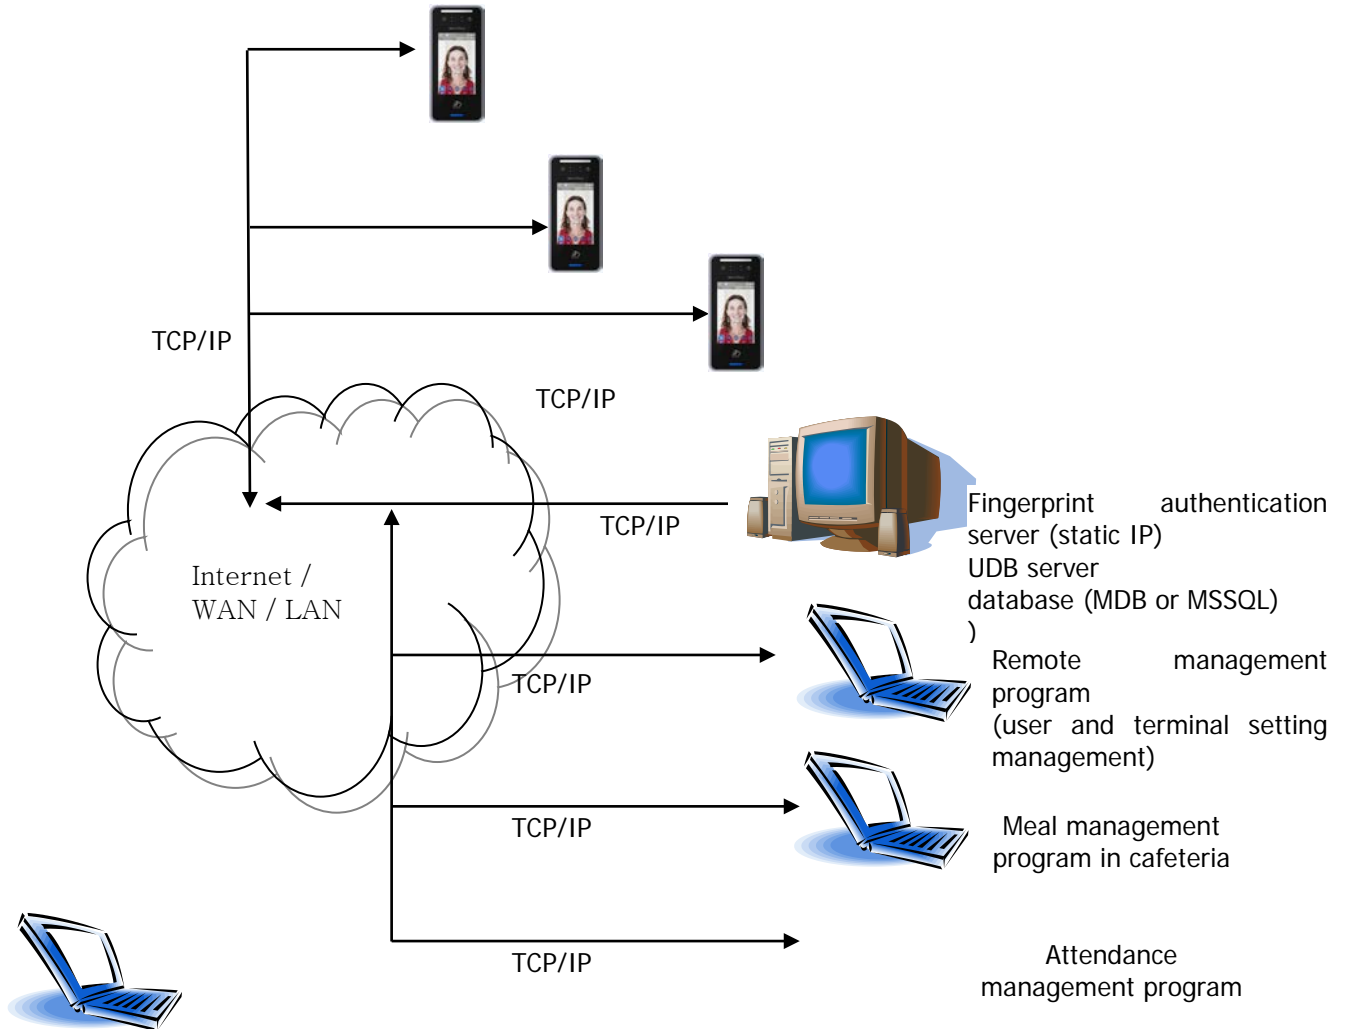 TCP/IP
TCP/IP
TCP/IP
Fingerprint authentication
server (static IP)
UDB server
database (MDB or MSSQL)
)
Internet /
WAN / LAN
TCP/IP
Remote management
program
(user and terminal setting
management)
TCP/IP
Meal management
program in cafeteria
TCP/IP
Attendance
management program